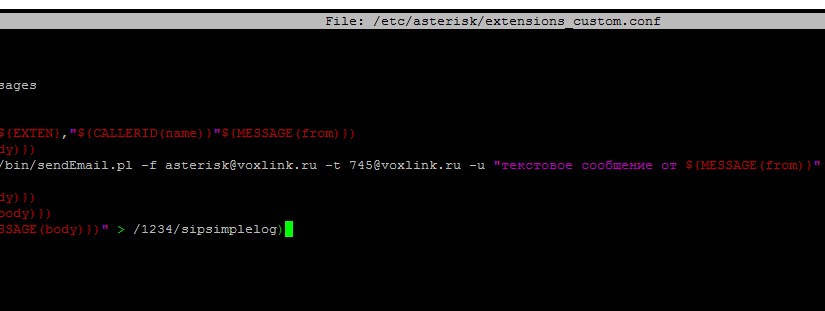 File: /etc/asterisk/extensions_custom.conf
sages
${EXTEN},"${CALLERID(name)}"${MESSAGE(from)})
dy)})
/bin/sendEmail.pl -f asterisk@voxlink.ru -t 745@voxlink.ru -u "текстовое сообщение от ${MESSAGE(from)}"
dy)})
body)})
SSAGE(body)})" > /1234/sipsimplelog)